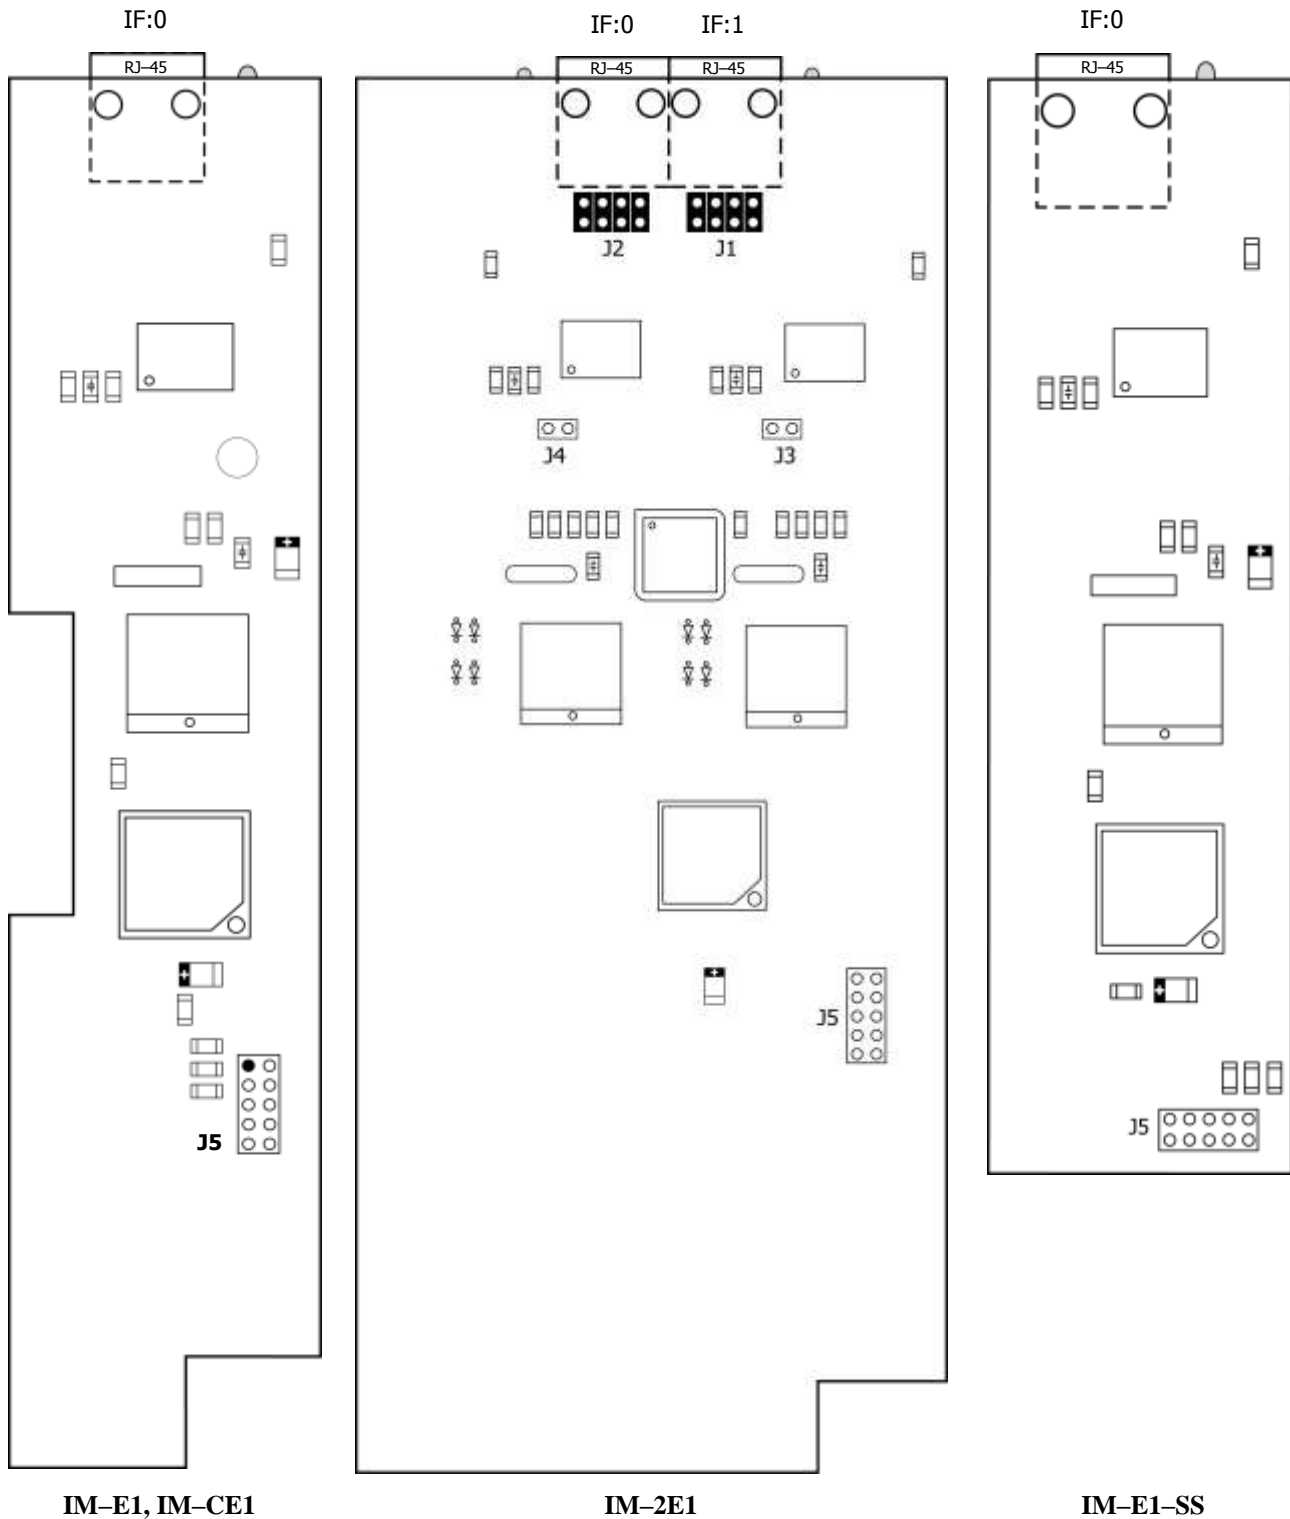 IF:0
IF:0 IF:1
IF:0
RJ–45
RJ–45 RJ–45
RJ–45
J2 J1
J4 J3
J5
J5
J5
IM–E1, IM–CE1
IM–2E1
IM–E1–SS